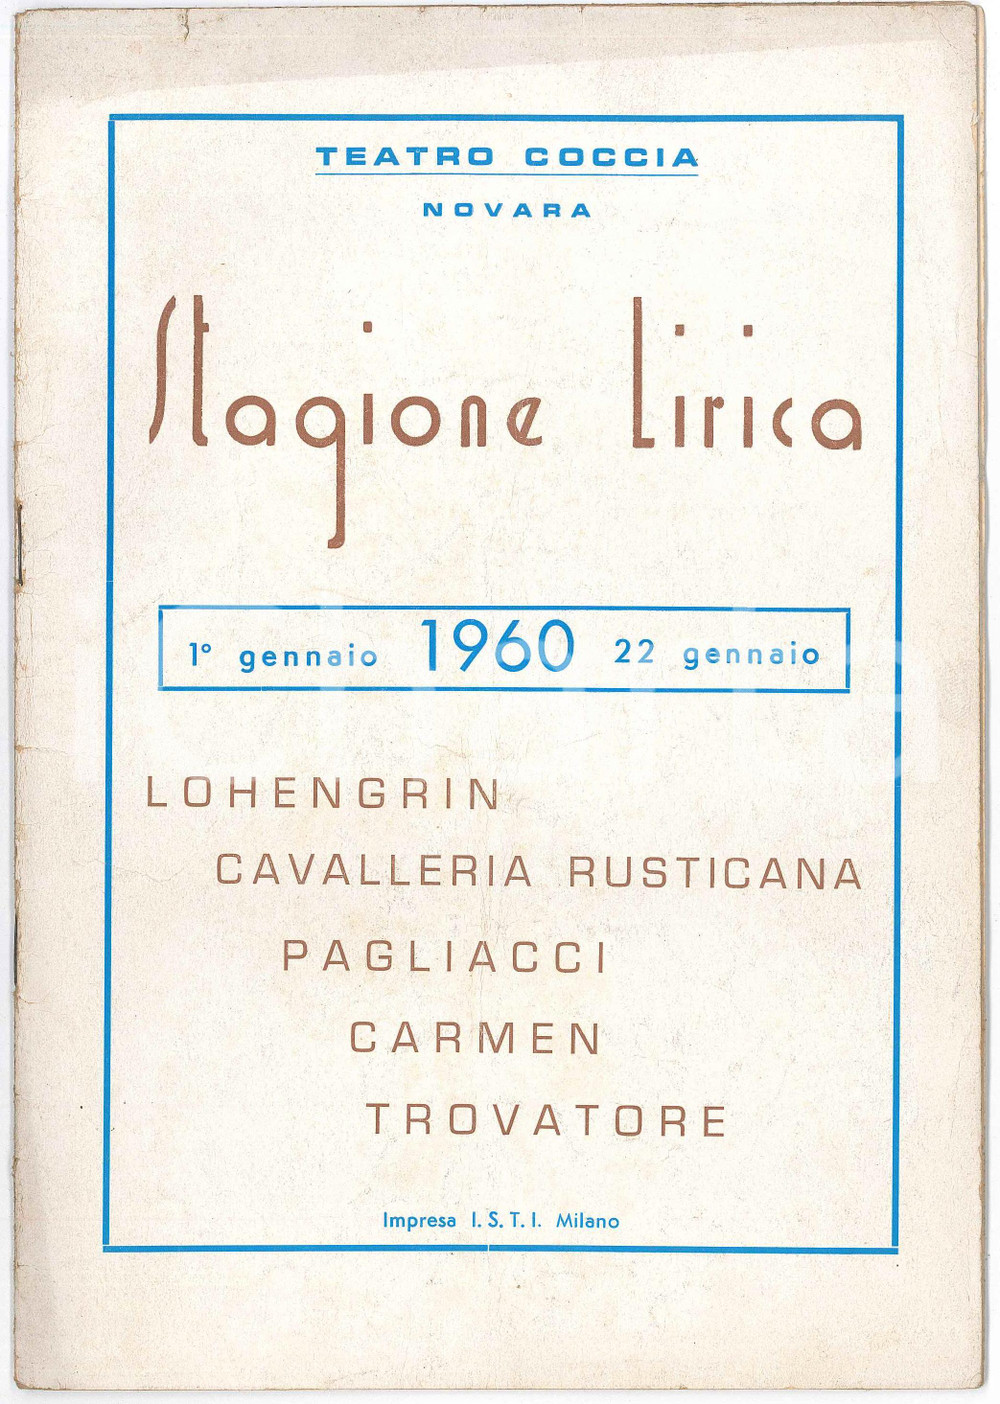 TEATRO COCCIA
NOVARA
Stagione Lirica
1° gennaio 1960 22 gennaio
LOHENGRIN
CAVALLERIA RUSTICANA
PAGLIACCI
CARMEN
TROVATORE
Impresa I. S. T. I. Milano